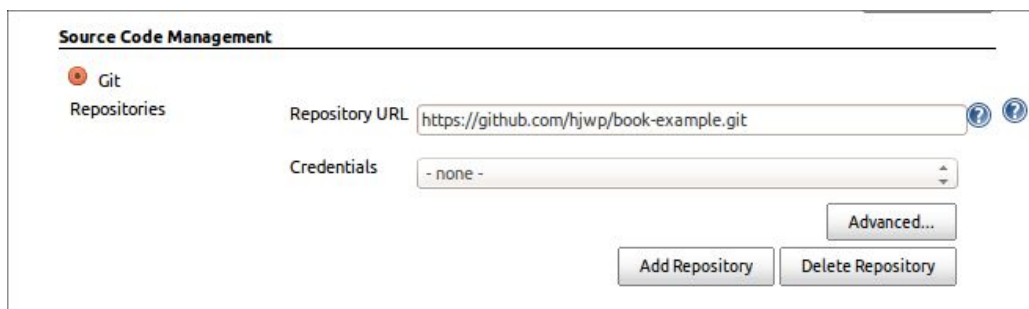 Source Code Management
Git
Repositories
Repository URL https://github.com/hjwp/book-example.git ? ?
Credentials - none -
Advanced...
Add Repository Delete Repository